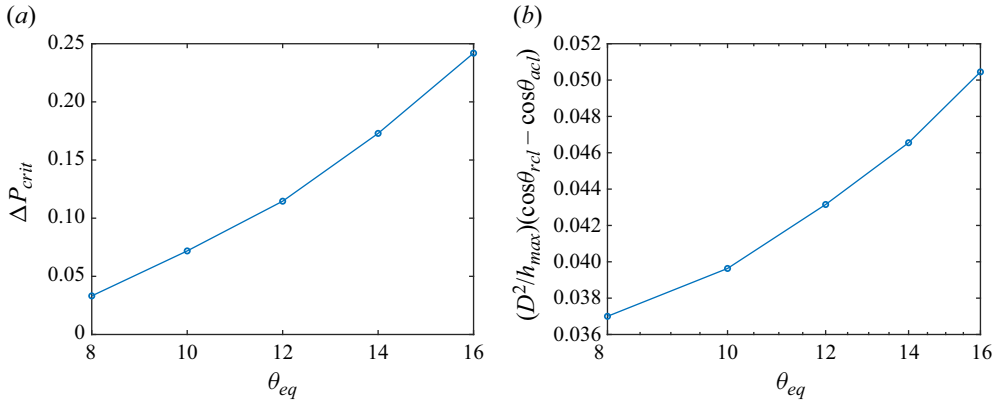 (a)
0.25
0.20
0.15
0.10
0.05
0
8 10 12 14 16
ΔP_crit
θ_eq
(b)
0.052
0.050
0.048
0.046
0.044
0.042
0.040
0.038
0.036
8 10 12 14 16
(D²/h_max)(cosθ_rcl – cosθ_acl)
θ_eq